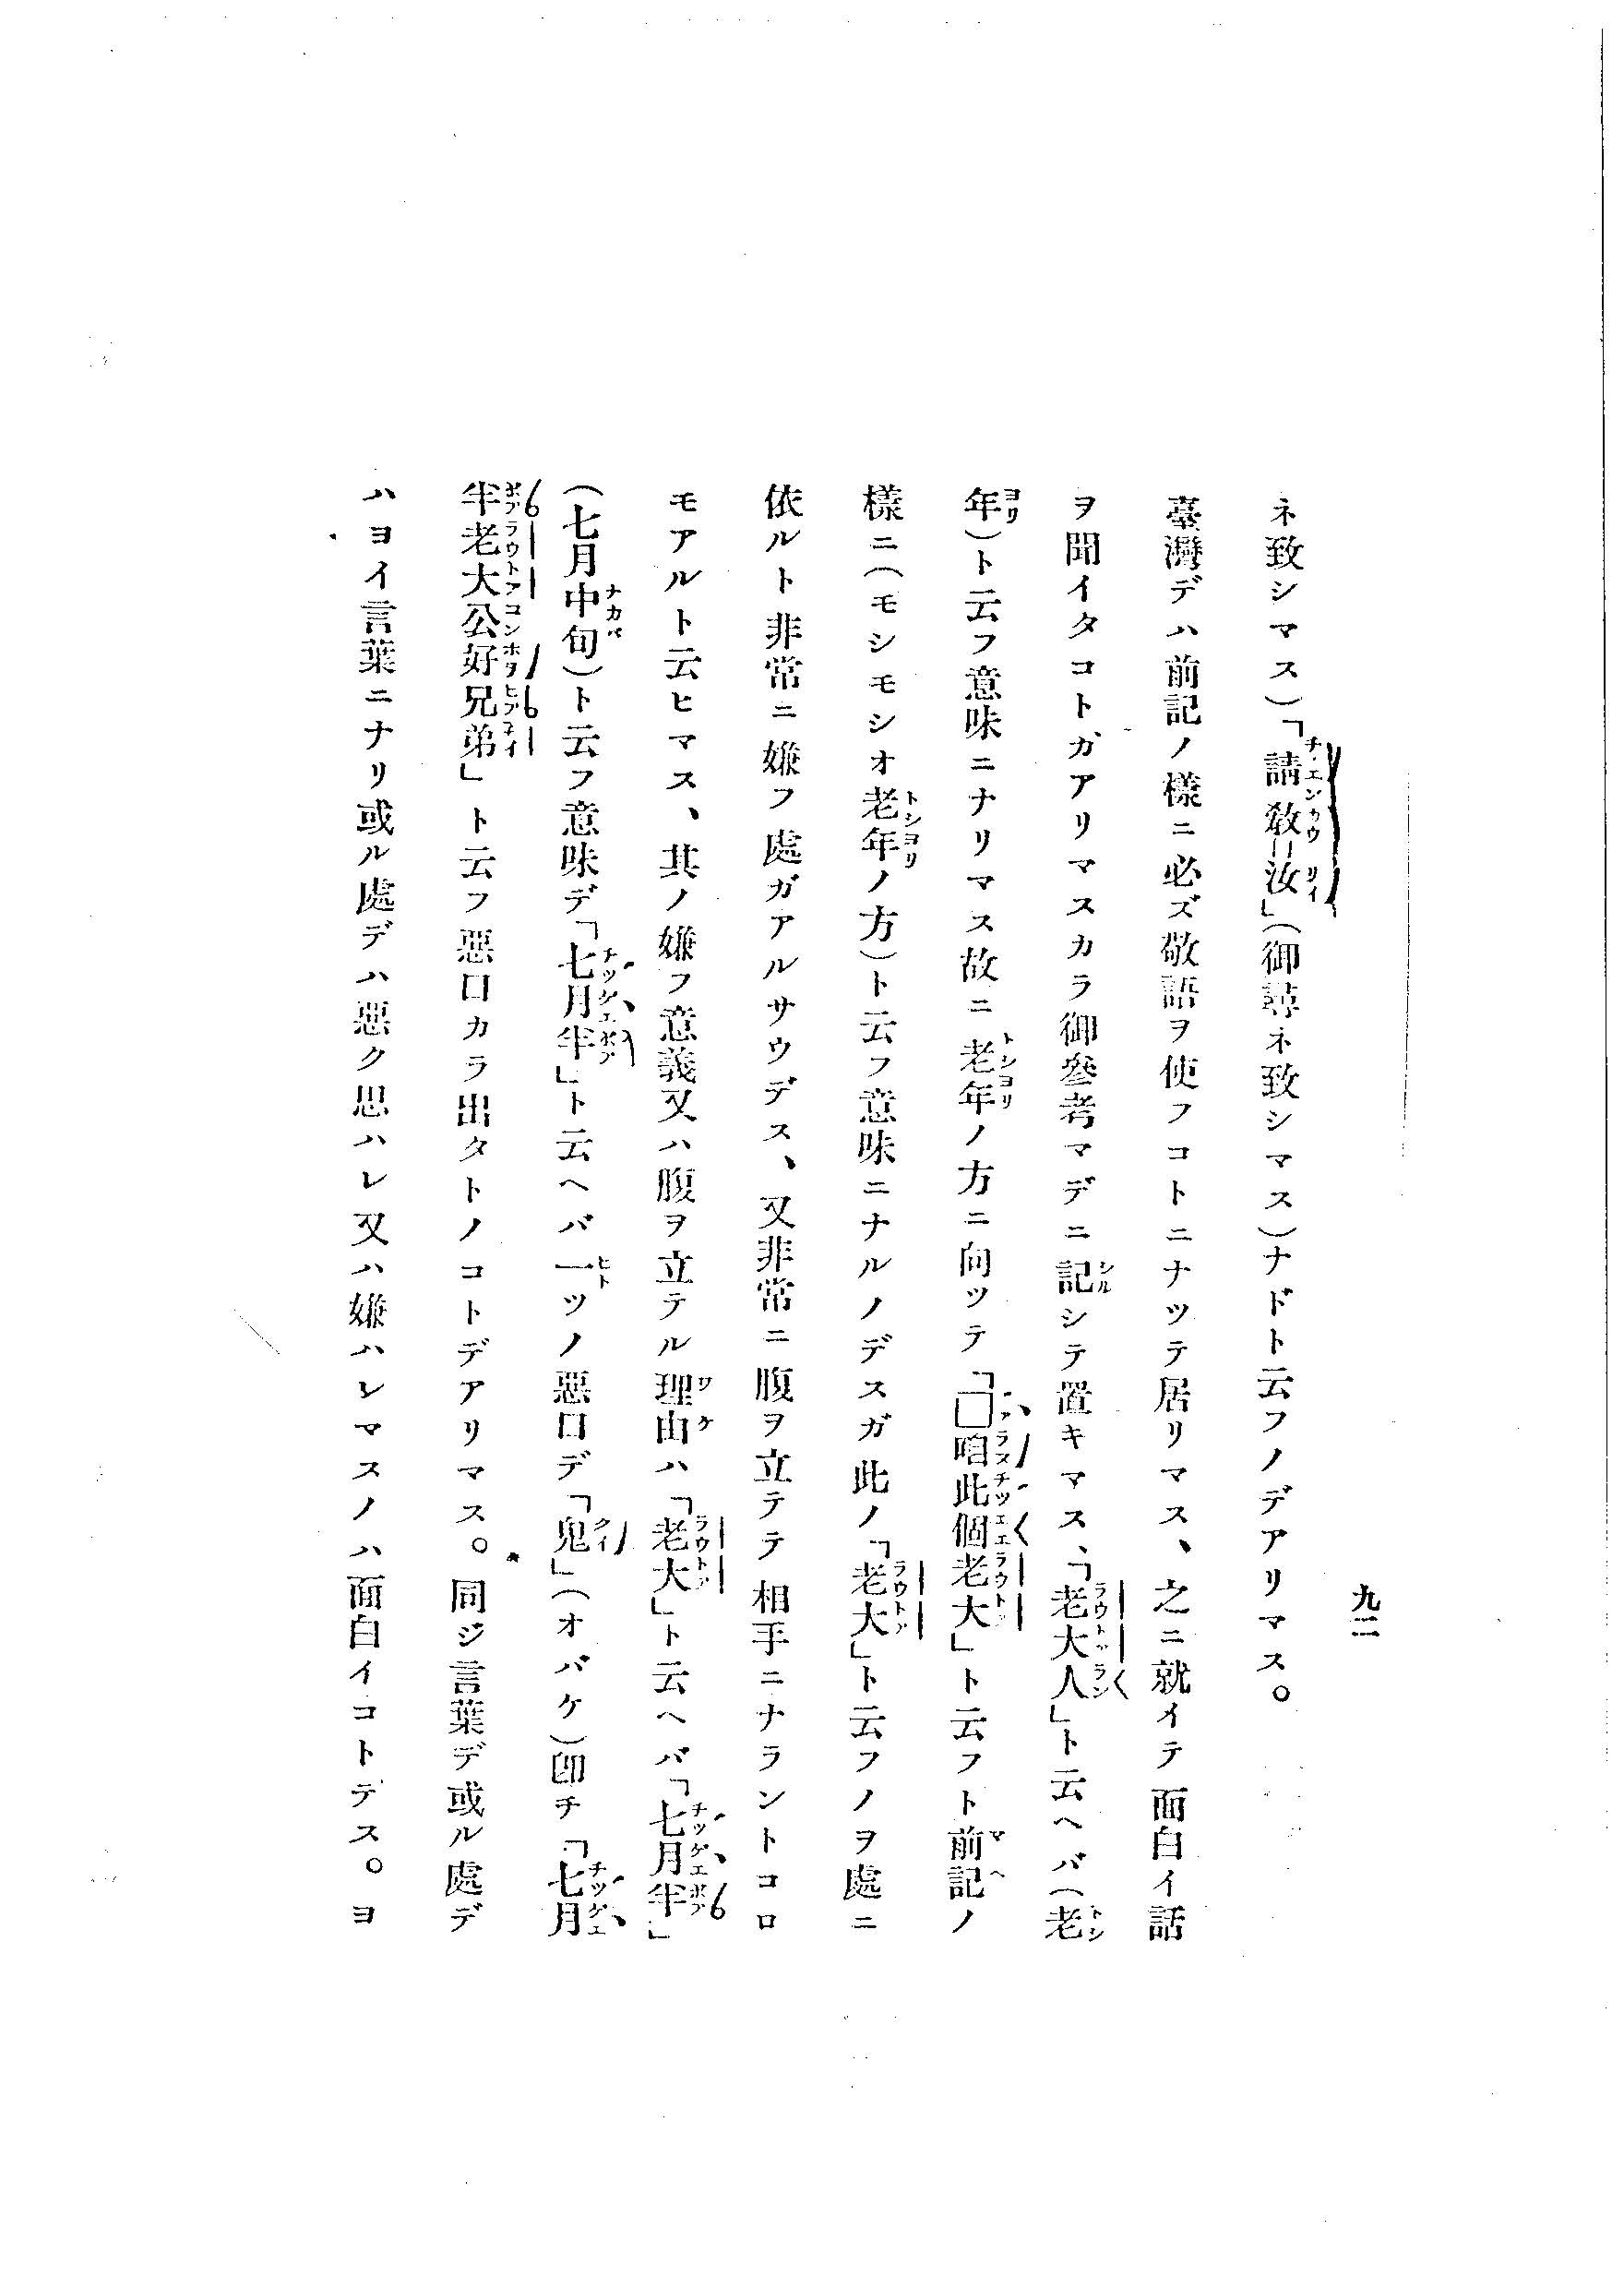 九二
ネ致シマス)「請敎汝」(御尋ネ致シマス)ナドト云フノデアリマス。
臺灣デハ前記ノ樣ニ必ズ敬語ヲ使フコトニナツテ居リマス、之ニ就イテ面白イ話
ヲ聞イタコトガアリマスカラ御參考マデニ記シテ置キマス、「老大人」ト云ヘバ(老
年)ト云フ意味ニナリマス故ニ老年ノ方ニ向ツテ「□咱此個老大」ト云フト前記ノ
樣ニ(モシモシオ老年ノ方)ト云フ意味ニナルノデスガ此ノ「老大」ト云フノヲ處ニ
依ルト非常ニ嫌フ處ガアルサウデス、又非常ニ腹ヲ立テテ相手ニナラントコロ
モアルト云ヒマス、其ノ嫌フ意義又ハ腹ヲ立テル理由ハ「老大」ト云ヘバ「七月半」
(七月中旬)ト云フ意味デ「七月半」ト云ヘバ一ツノ惡口デ「鬼」(オバケ)卽チ「七月
半老大公好兄弟」ト云フ惡口カラ出タトノコトデアリマス。同ジ言葉デ或ル處デ
ハヨイ言葉ニナリ或ル處デハ惡ク思ハレ又ハ嫌ハレマスノハ面白イコトデス。ヨ